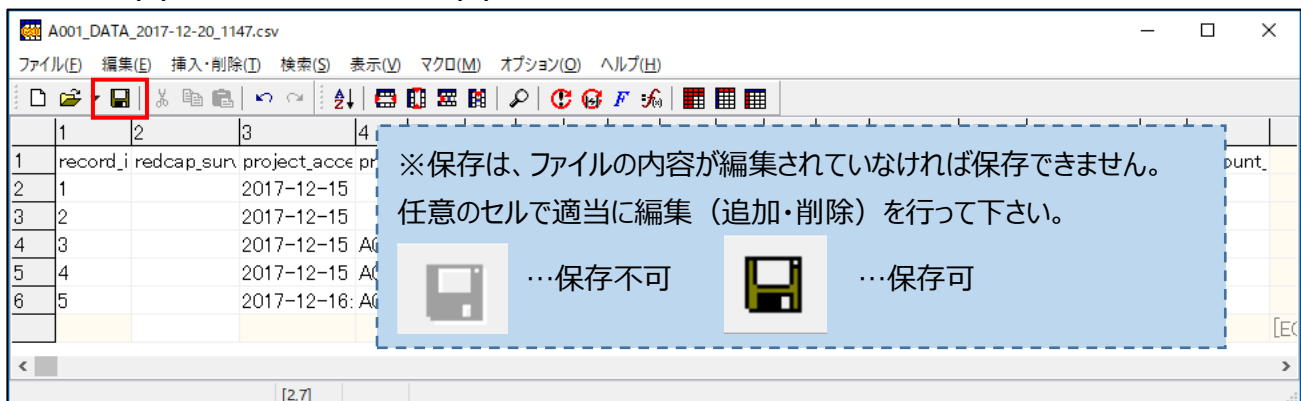 A001_DATA_2017-12-20_1147.csv
ファイル(F) 編集(E) 挿入・削除(T) 検索(S) 表示(V) マクロ(M) オプション(O) ヘルプ(H)
1 2 3 4
1 record_i redcap_surv project_acce pr ount_
2 1 2017-12-15
3 2 2017-12-15
4 3 2017-12-15 A0
5 4 2017-12-15 A0
6 5 2017-12-16: A0
[EO
※保存は、ファイルの内容が編集されていなければ保存できません。
任意のセルで適当に編集（追加・削除）を行って下さい。
…保存不可 …保存可
[2,7]